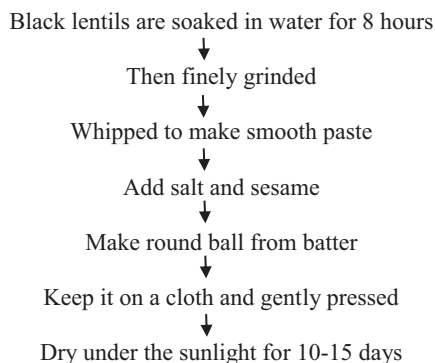 Black lentils are soaked in water for 8 hours
Then finely grinded
Whipped to make smooth paste
Add salt and sesame
Make round ball from batter
Keep it on a cloth and gently pressed
Dry under the sunlight for 10-15 days